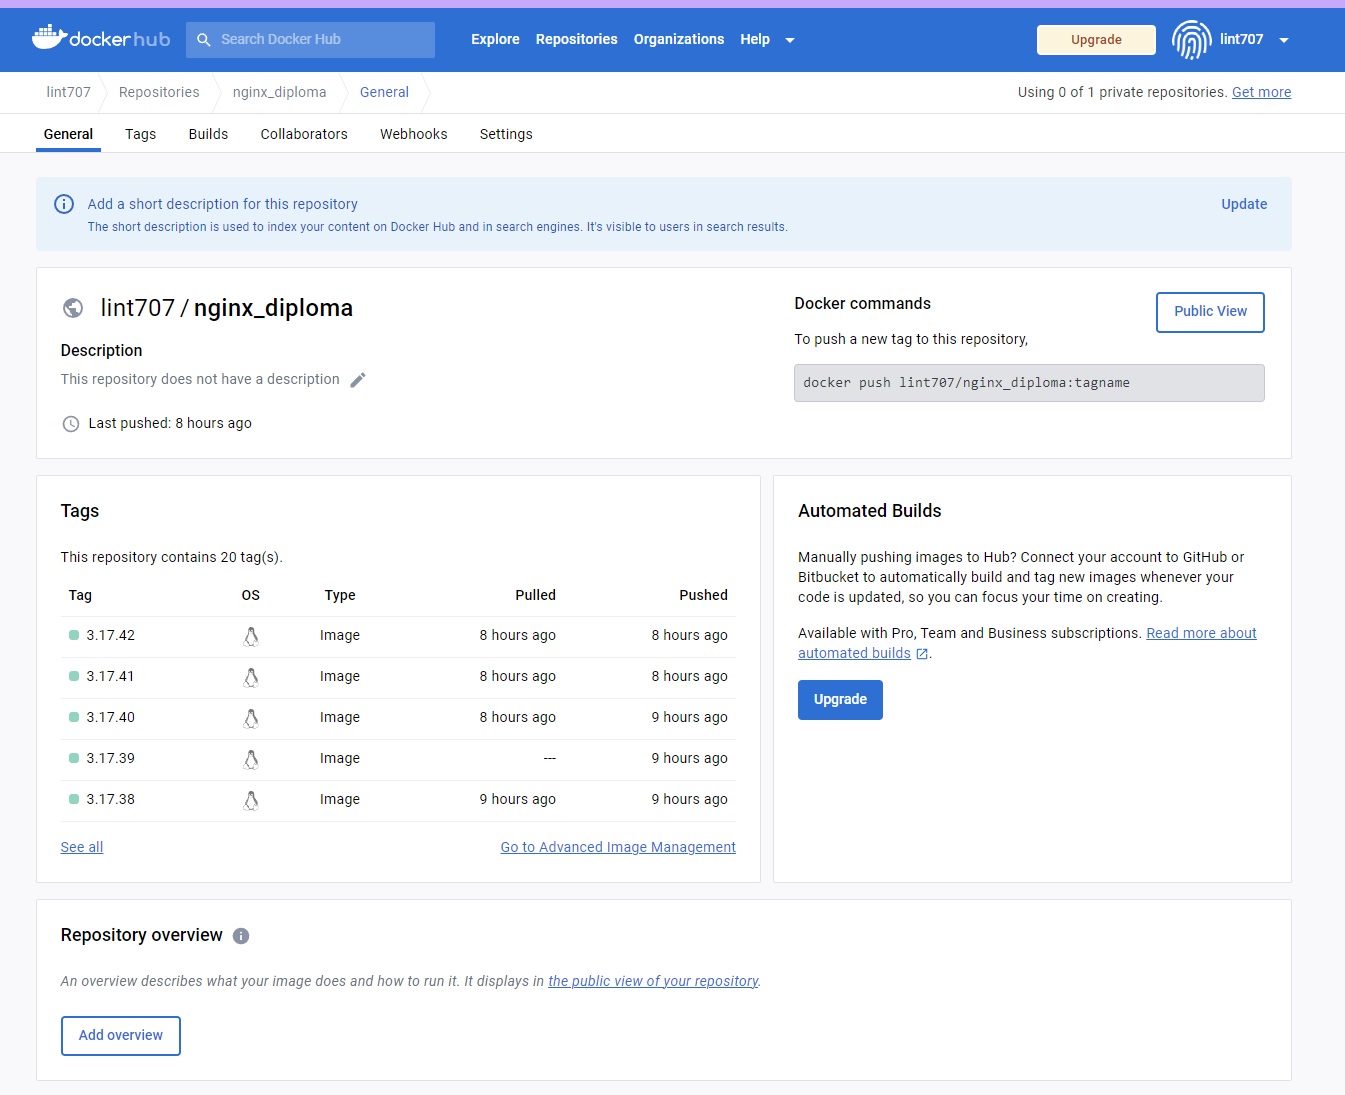 docker hub
Search Docker Hub
Explore Repositories Organizations Help
Upgrade
lint707
lint707 Repositories nginx_diploma General
Using 0 of 1 private repositories. Get more
General Tags Builds Collaborators Webhooks Settings
Add a short description for this repository
Update
The short description is used to index your content on Docker Hub and in search engines. It's visible to users in search results.
lint707 / nginx_diploma
Description
This repository does not have a description
Last pushed: 8 hours ago
Docker commands
Public View
To push a new tag to this repository,
docker push lint707/nginx_diploma:tagname
Tags
This repository contains 20 tag(s).
Tag OS Type Pulled Pushed
3.17.42 Image 8 hours ago 8 hours ago
3.17.41 Image 8 hours ago 8 hours ago
3.17.40 Image 8 hours ago 9 hours ago
3.17.39 Image --- 9 hours ago
3.17.38 Image 9 hours ago 9 hours ago
See all Go to Advanced Image Management
Automated Builds
Manually pushing images to Hub? Connect your account to GitHub or
Bitbucket to automatically build and tag new images whenever your
code is updated, so you can focus your time on creating.
Available with Pro, Team and Business subscriptions. Read more about
automated builds.
Upgrade
Repository overview
An overview describes what your image does and how to run it. It displays in the public view of your repository.
Add overview